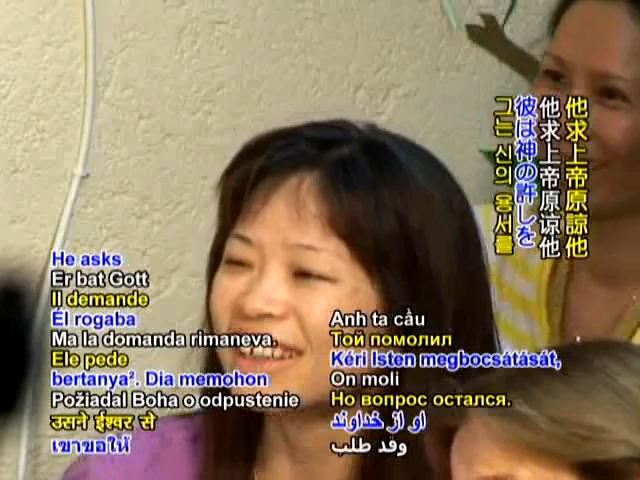 他求上帝原諒他
他求上帝原谅他
彼は神の許しを
그는 신의 용서를
He asks
Er bat Gott
Il demande
Él rogaba
Ma la domanda rimaneva.
Ele pede
bertanya². Dia memohon
Požiadal Boha o odpustenie
उसने ईश्वर से
เขาขอให้
Anh ta cầu
Той помолил
Kéri Isten megbocsátását,
On moli
Но вопрос остался.
او از خداوند
وقد طلب